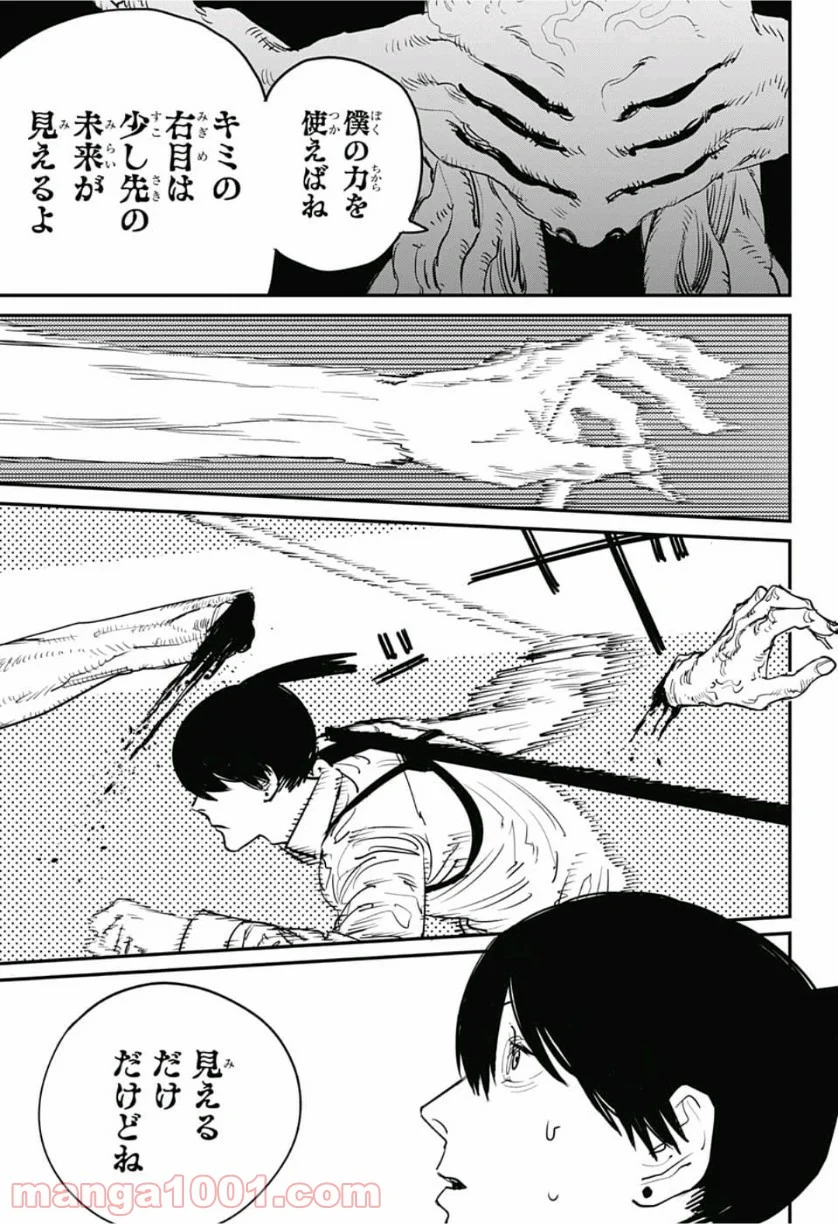 僕の力を
使えばね
キミの
右目は
少し先の
未来が
見えるよ
見える
だけ
だけどね
manga1001.com